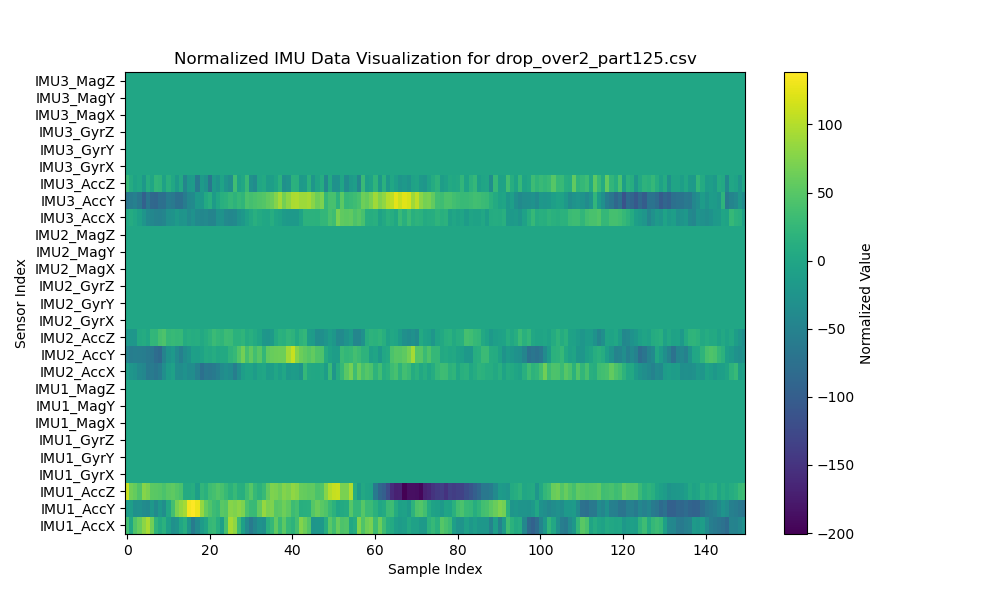 Normalized IMU Data Visualization for drop_over2_part125.csv
IMU3_MagZ
IMU3_MagY
IMU3_MagX
IMU3_GyrZ
IMU3_GyrY
IMU3_GyrX
IMU3_AccZ
IMU3_AccY
IMU3_AccX
IMU2_MagZ
IMU2_MagY
IMU2_MagX
IMU2_GyrZ
IMU2_GyrY
IMU2_GyrX
IMU2_AccZ
IMU2_AccY
IMU2_AccX
IMU1_MagZ
IMU1_MagY
IMU1_MagX
IMU1_GyrZ
IMU1_GyrY
IMU1_GyrX
IMU1_AccZ
IMU1_AccY
IMU1_AccX
Sensor Index
0 20 40 60 80 100 120 140
Sample Index
100
50
0
−50
−100
−150
−200
Normalized Value